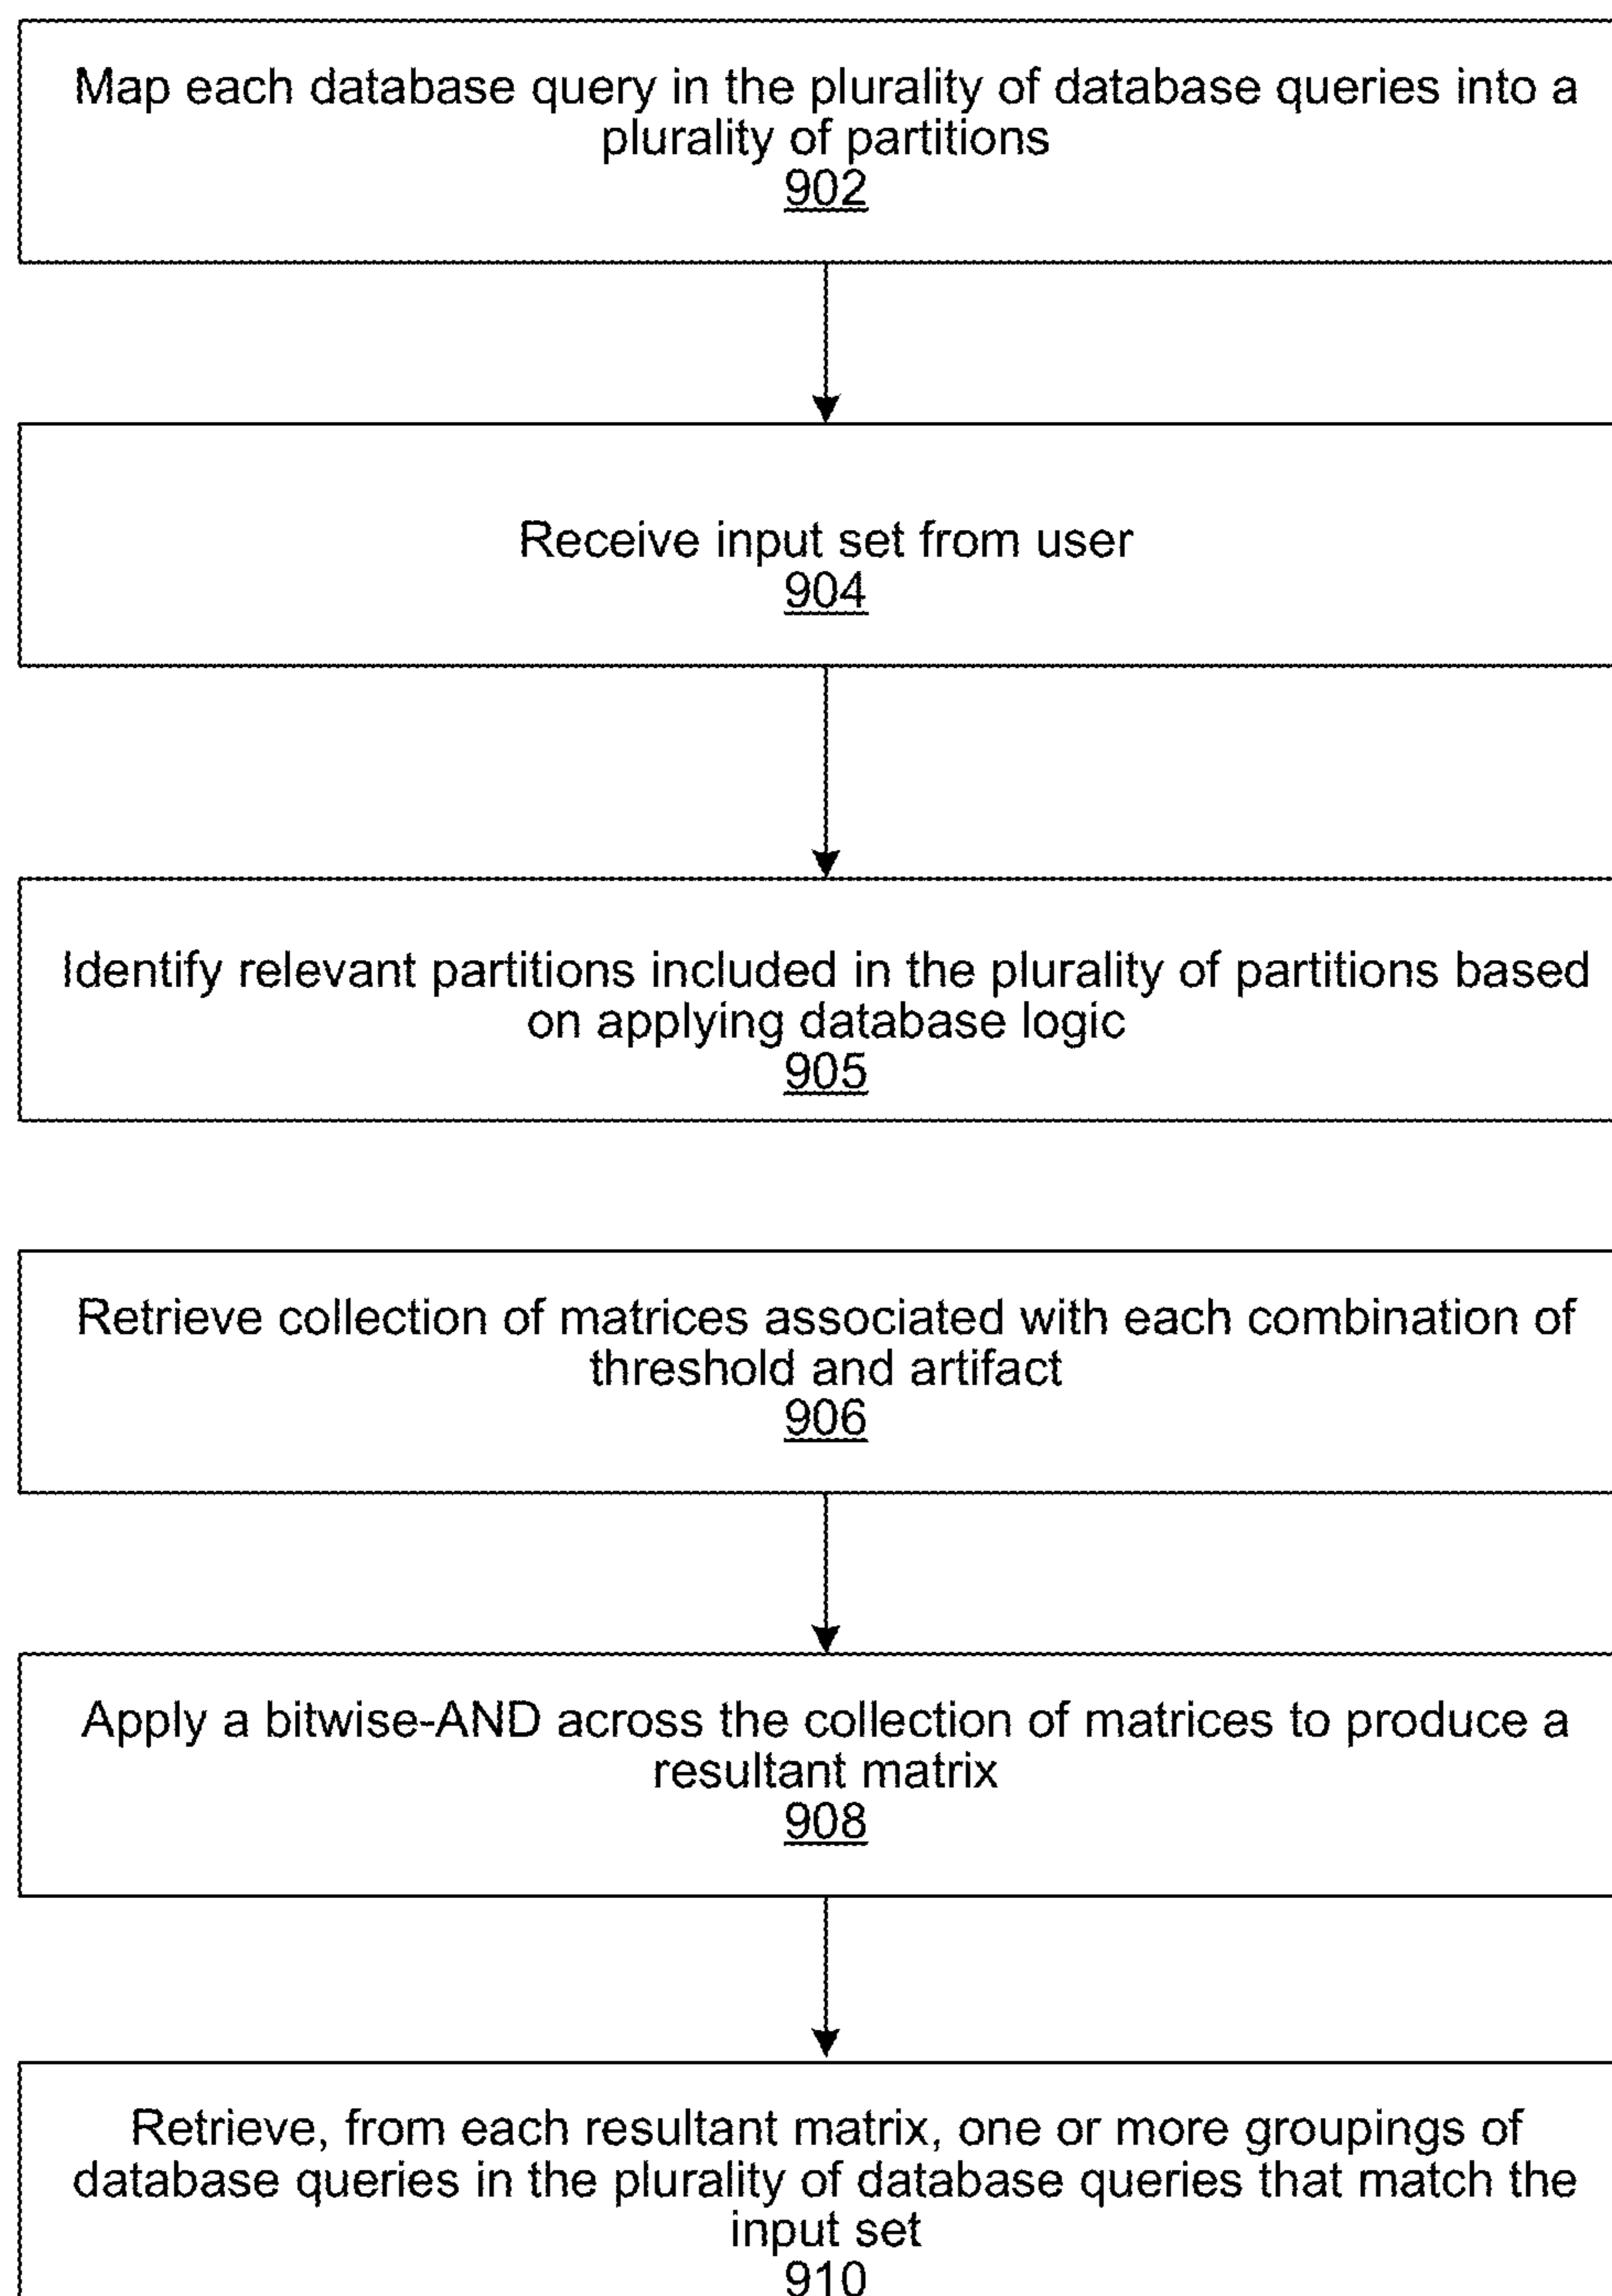 Map each database query in the plurality of database queries into a
plurality of partitions
902
Receive input set from user
904
Identify relevant partitions included in the plurality of partitions based
on applying database logic
905
Retrieve collection of matrices associated with each combination of
threshold and artifact
906
Apply a bitwise-AND across the collection of matrices to produce a
resultant matrix
908
Retrieve, from each resultant matrix, one or more groupings of
database queries in the plurality of database queries that match the
input set
910